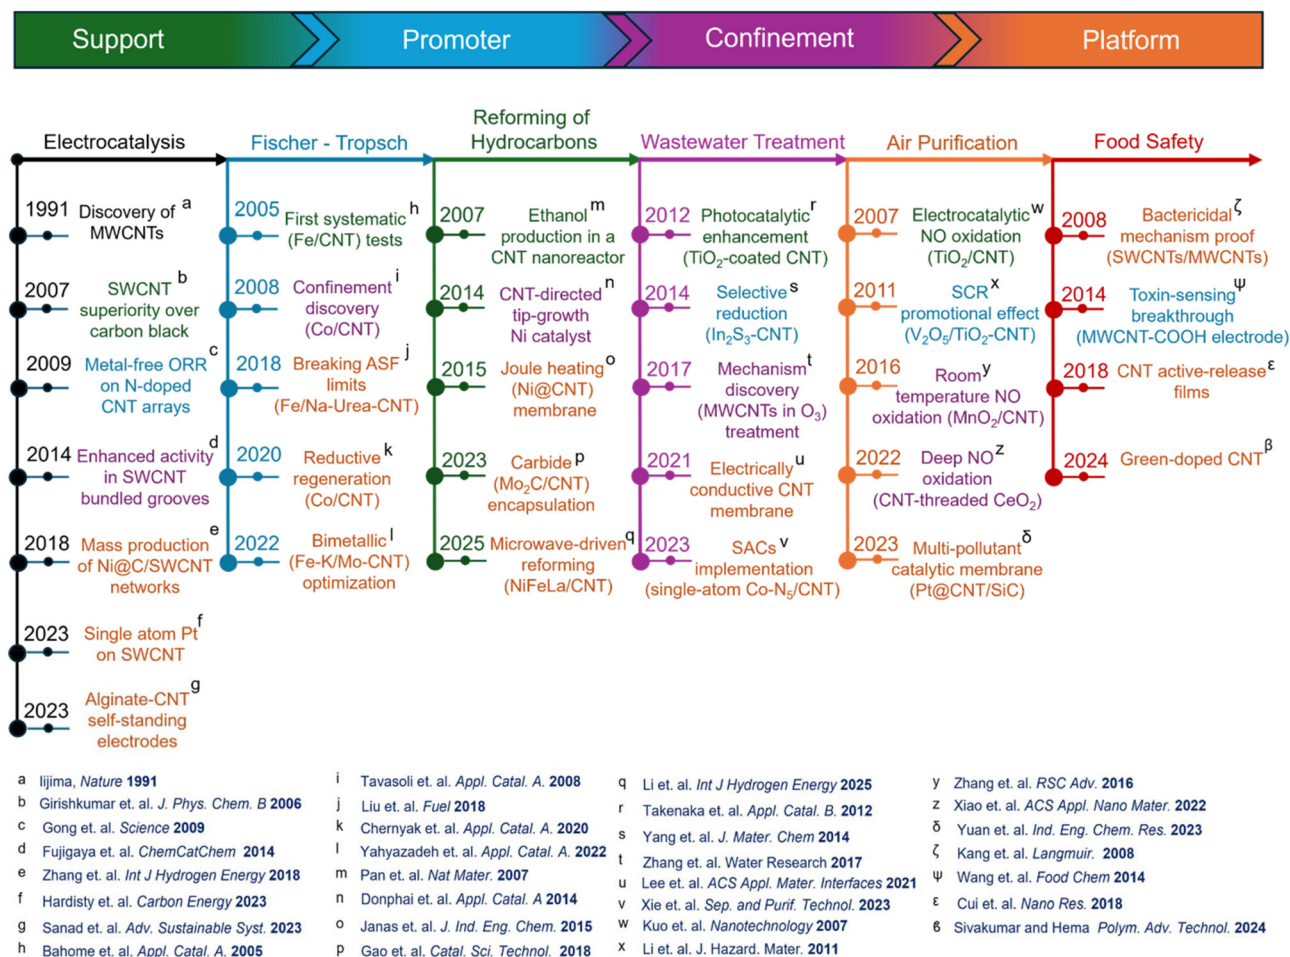 Support
Promoter
Confinement
Platform
Electrocatalysis
1991
Discovery of a
MWCNTs
2007
SWCNT b
superiority over
carbon black
2009
Metal-free ORR c
on N-doped
CNT arrays
2014
Enhanced activity d
in SWCNT
bundled grooves
2018
Mass production e
of Ni@C/SWCNT
networks
2023
Single atom Pt f
on SWCNT
2023
Alginate-CNT g
self-standing
electrodes
Fischer - Tropsch
2005
First systematic h
(Fe/CNT) tests
2008
Confinement i
discovery
(Co/CNT)
2018
Breaking ASF j
limits
(Fe/Na-Urea-CNT)
2020
Reductive k
regeneration
(Co/CNT)
2022
Bimetallic l
(Fe-K/Mo-CNT)
optimization
Reforming of
Hydrocarbons
2007
Ethanol m
production in a
CNT nanoreactor
2014
CNT-directed n
tip-growth
Ni catalyst
2015
Joule heating o
(Ni@CNT)
membrane
2023
Carbide p
(Mo2C/CNT)
encapsulation
2025
Microwave-driven q
reforming
(NiFeLa/CNT)
Wastewater Treatment
2012
Photocatalytic r
enhancement
(TiO2-coated CNT)
2014
Selective s
reduction
(In2S3-CNT)
2017
Mechanism t
discovery
(MWCNTs in O3)
treatment
2021
Electrically u
conductive CNT
membrane
2023
SACs v
implementation
(single-atom Co-N5/CNT)
Air Purification
2007
Electrocatalytic w
NO oxidation
(TiO2/CNT)
2011
SCR x
promotional effect
(V2O5/TiO2-CNT)
2016
Room y
temperature NO
oxidation (MnO2/CNT)
2022
Deep NO z
oxidation
(CNT-threaded CeO2)
2023
Multi-pollutant δ
catalytic membrane
(Pt@CNT/SiC)
Food Safety
2008
Bactericidal ζ
mechanism proof
(SWCNTs/MWCNTs)
2014
Toxin-sensing ψ
breakthrough
(MWCNT-COOH electrode)
2018
CNT active-release ε
films
2024
Green-doped CNT β
a Iijima, Nature 1991
b Girishkumar et. al. J. Phys. Chem. B 2006
c Gong et. al. Science 2009
d Fujigaya et. al. ChemCatChem 2014
e Zhang et. al. Int J Hydrogen Energy 2018
f Hardisty et. al. Carbon Energy 2023
g Sanad et. al. Adv. Sustainable Syst. 2023
h Bahome et. al. Appl. Catal. A. 2005
i Tavasoli et. al. Appl. Catal. A. 2008
j Liu et. al. Fuel 2018
k Chernyak et. al. Appl. Catal. A. 2020
l Yahyazadeh et. al. Appl. Catal. A. 2022
m Pan et. al. Nat Mater. 2007
n Donphai et. al. Appl. Catal. A 2014
o Janas et. al. J. Ind. Eng. Chem. 2015
p Gao et. al. Catal. Sci. Technol. 2018
q Li et. al. Int J Hydrogen Energy 2025
r Takenaka et. al. Appl. Catal. B. 2012
s Yang et. al. J. Mater. Chem 2014
t Zhang et. al. Water Research 2017
u Lee et. al. ACS Appl. Mater. Interfaces 2021
v Xie et. al. Sep. and Purif. Technol. 2023
w Kuo et. al. Nanotechnology 2007
x Li et. al. J. Hazard. Mater. 2011
y Zhang et. al. RSC Adv. 2016
z Xiao et. al. ACS Appl. Nano Mater. 2022
δ Yuan et. al. Ind. Eng. Chem. Res. 2023
ζ Kang et. al. Langmuir. 2008
ψ Wang et. al. Food Chem 2014
ε Cui et. al. Nano Res. 2018
ϐ Sivakumar and Hema Polym. Adv. Technol. 2024